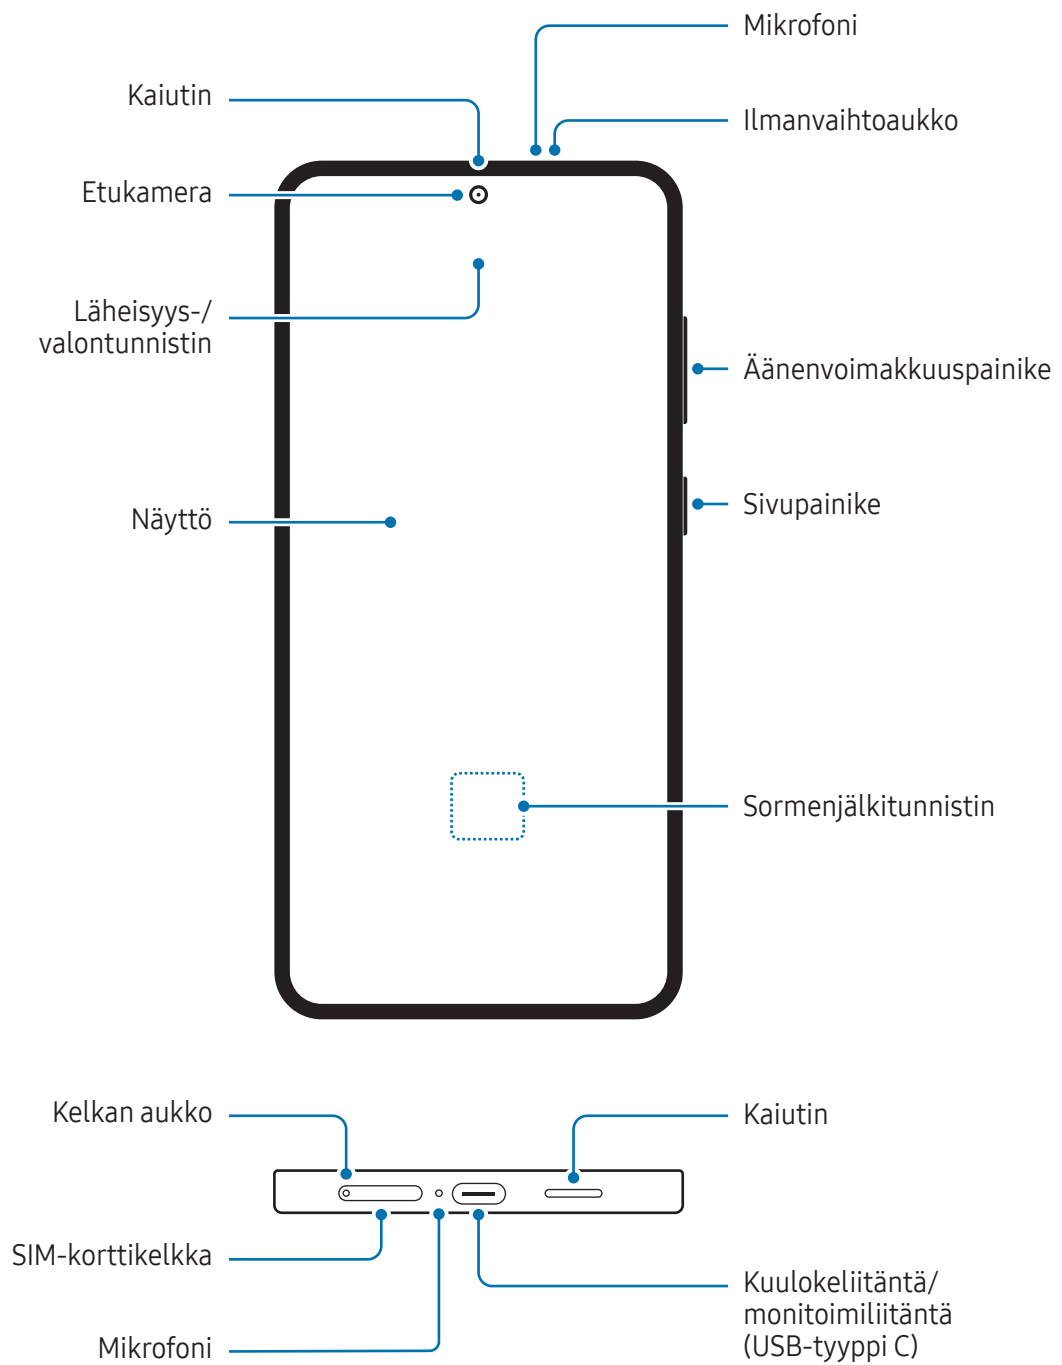 Mikrofoni
Kaiutin
Ilmanvaihtoaukko
Etukamera
Läheisyys-/
valontunnistin
Äänenvoimakkuuspainike
Näyttö
Sivupainike
Sormenjälkitunnistin
Kelkan aukko
Kaiutin
SIM-korttikelkka
Kuulokeliitäntä/
monitoimiliitäntä
(USB-tyyppi C)
Mikrofoni